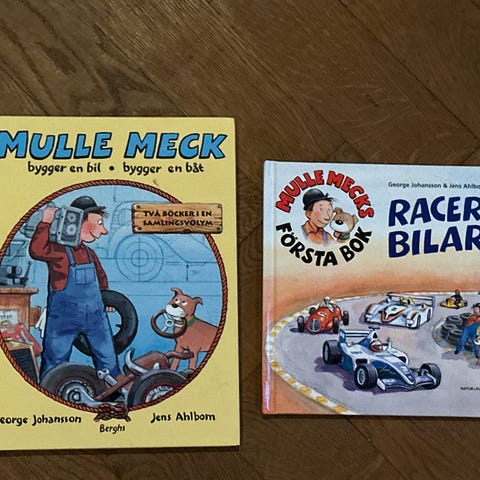 MULLE MECK
bygger en bil • bygger en båt
TVÅ BÖCKER I EN
SAMLINGSVOLYM
George Johansson
Berghs
Jens Ahlbom
George Johansson & Jens Ahlbo
MULLE MECKS
FÖRSTA BOK
RACER
BILAR